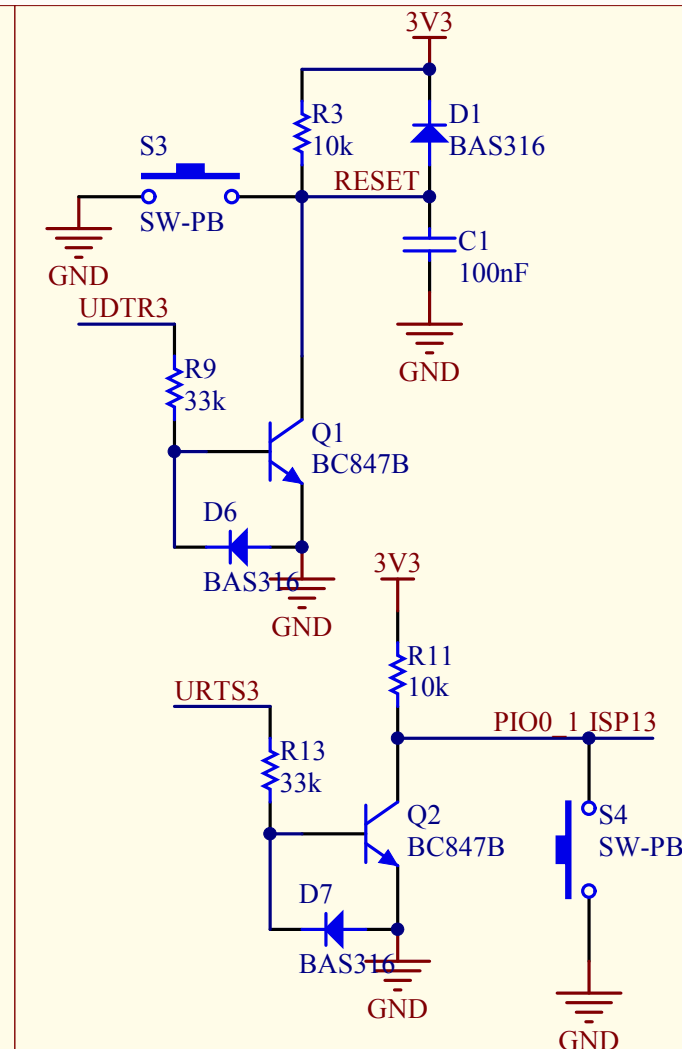 3V3
R3
10k
D1
BAS316
S3
RESET
SW-PB
C1
100nF
GND
UDTR3
GND
R9
33k
Q1
BC847B
D6
BAS316
GND
3V3
R11
10k
URTS3
PIO0_1_ISP13
R13
33k
Q2
BC847B
S4
SW-PB
D7
BAS316
GND
GND